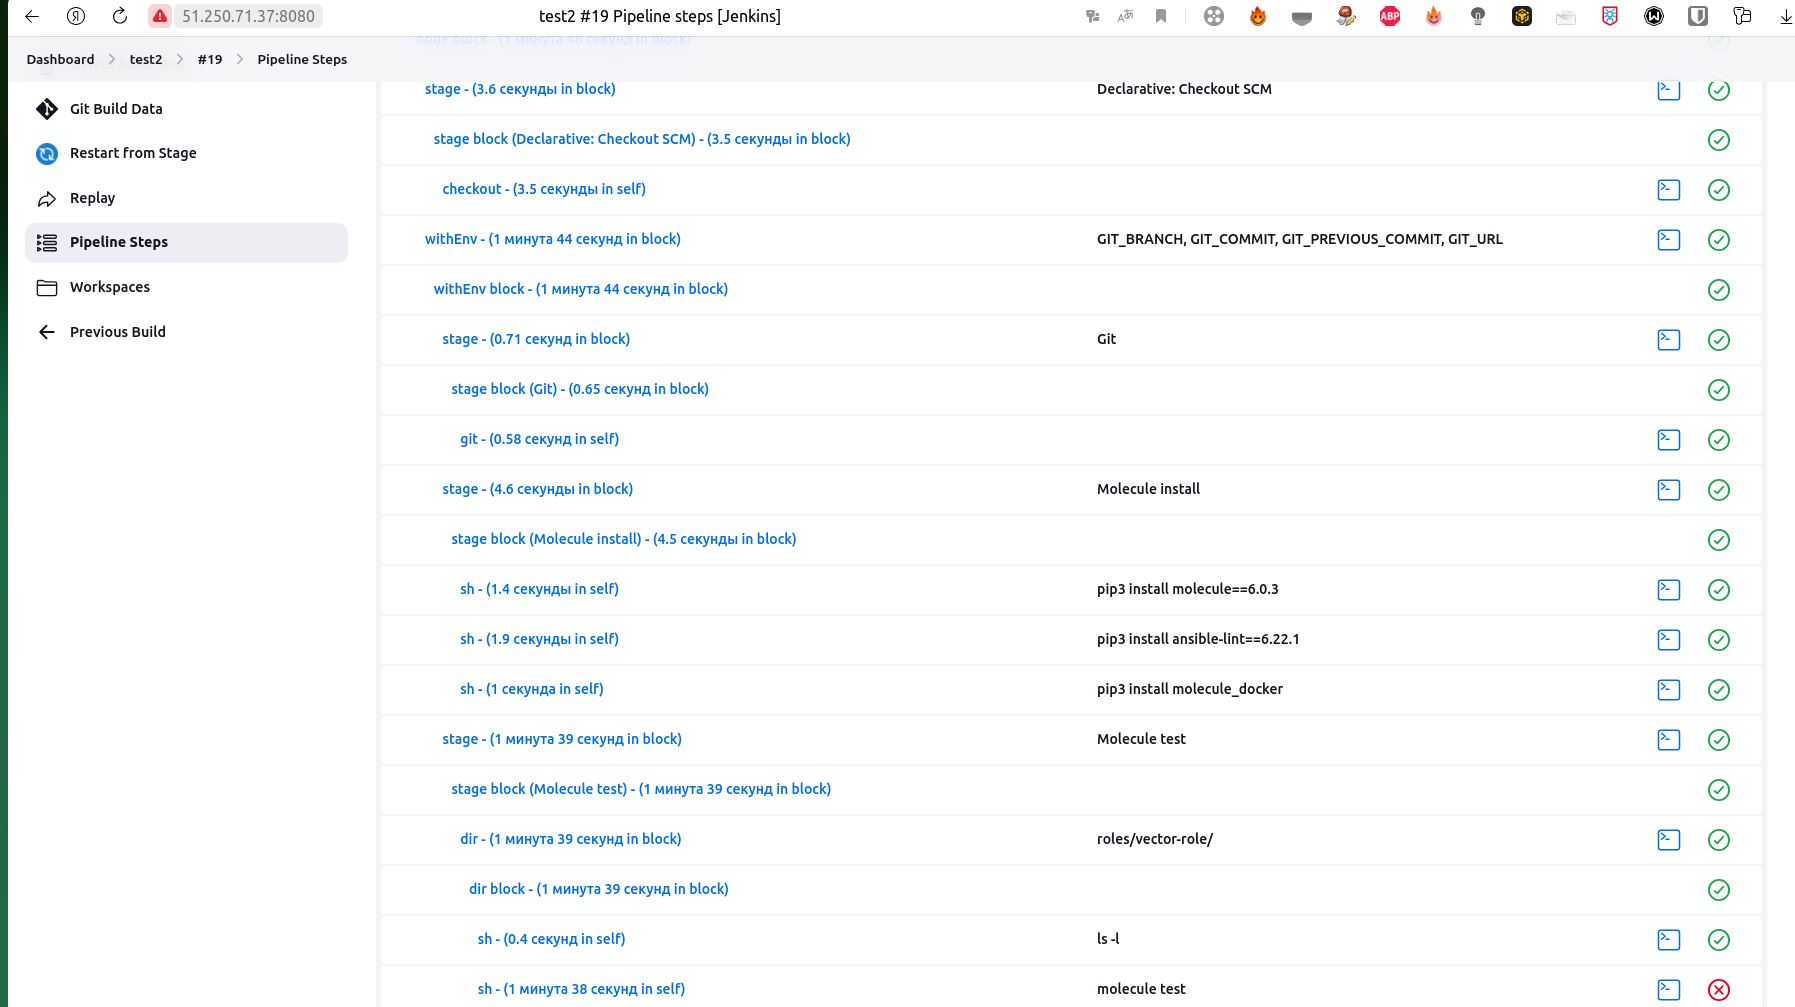 51.250.71.37:8080
test2 #19 Pipeline steps [Jenkins]
ABP
node block - (1 минута 48 секунд in block)
Dashboard
test2
#19
Pipeline Steps
Git Build Data
Restart from Stage
Replay
Pipeline Steps
Workspaces
Previous Build
stage - (3.6 секунды in block) Declarative: Checkout SCM
stage block (Declarative: Checkout SCM) - (3.5 секунды in block)
checkout - (3.5 секунды in self)
withEnv - (1 минута 44 секунд in block) GIT_BRANCH, GIT_COMMIT, GIT_PREVIOUS_COMMIT, GIT_URL
withEnv block - (1 минута 44 секунд in block)
stage - (0.71 секунд in block) Git
stage block (Git) - (0.65 секунд in block)
git - (0.58 секунд in self)
stage - (4.6 секунды in block) Molecule install
stage block (Molecule install) - (4.5 секунды in block)
sh - (1.4 секунды in self) pip3 install molecule==6.0.3
sh - (1.9 секунды in self) pip3 install ansible-lint==6.22.1
sh - (1 секунда in self) pip3 install molecule_docker
stage - (1 минута 39 секунд in block) Molecule test
stage block (Molecule test) - (1 минута 39 секунд in block)
dir - (1 минута 39 секунд in block) roles/vector-role/
dir block - (1 минута 39 секунд in block)
sh - (0.4 секунд in self) ls -l
sh - (1 минута 38 секунд in self) molecule test